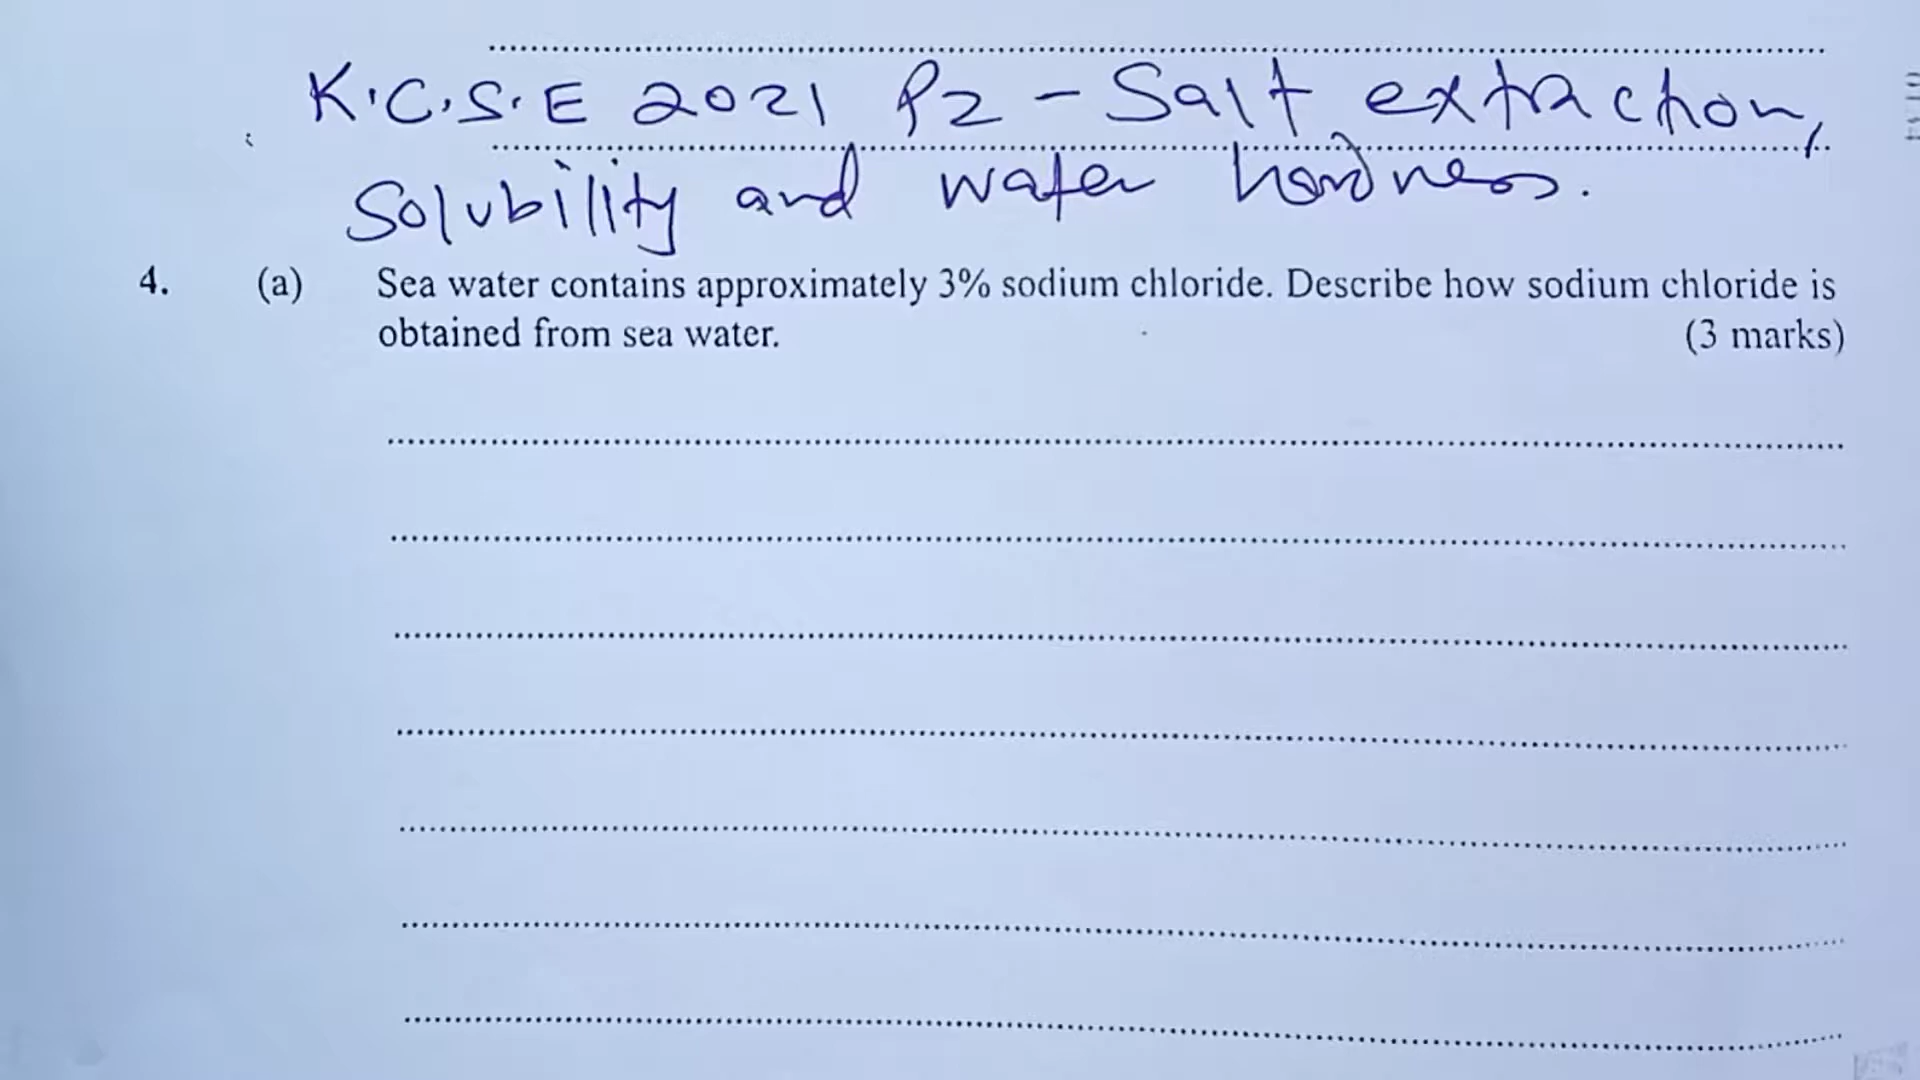 K.C.S.E 2021 P2 - Salt extraction,
Solubility and water hardness.
4. (a) Sea water contains approximately 3% sodium chloride. Describe how sodium chloride is
obtained from sea water. (3 marks)